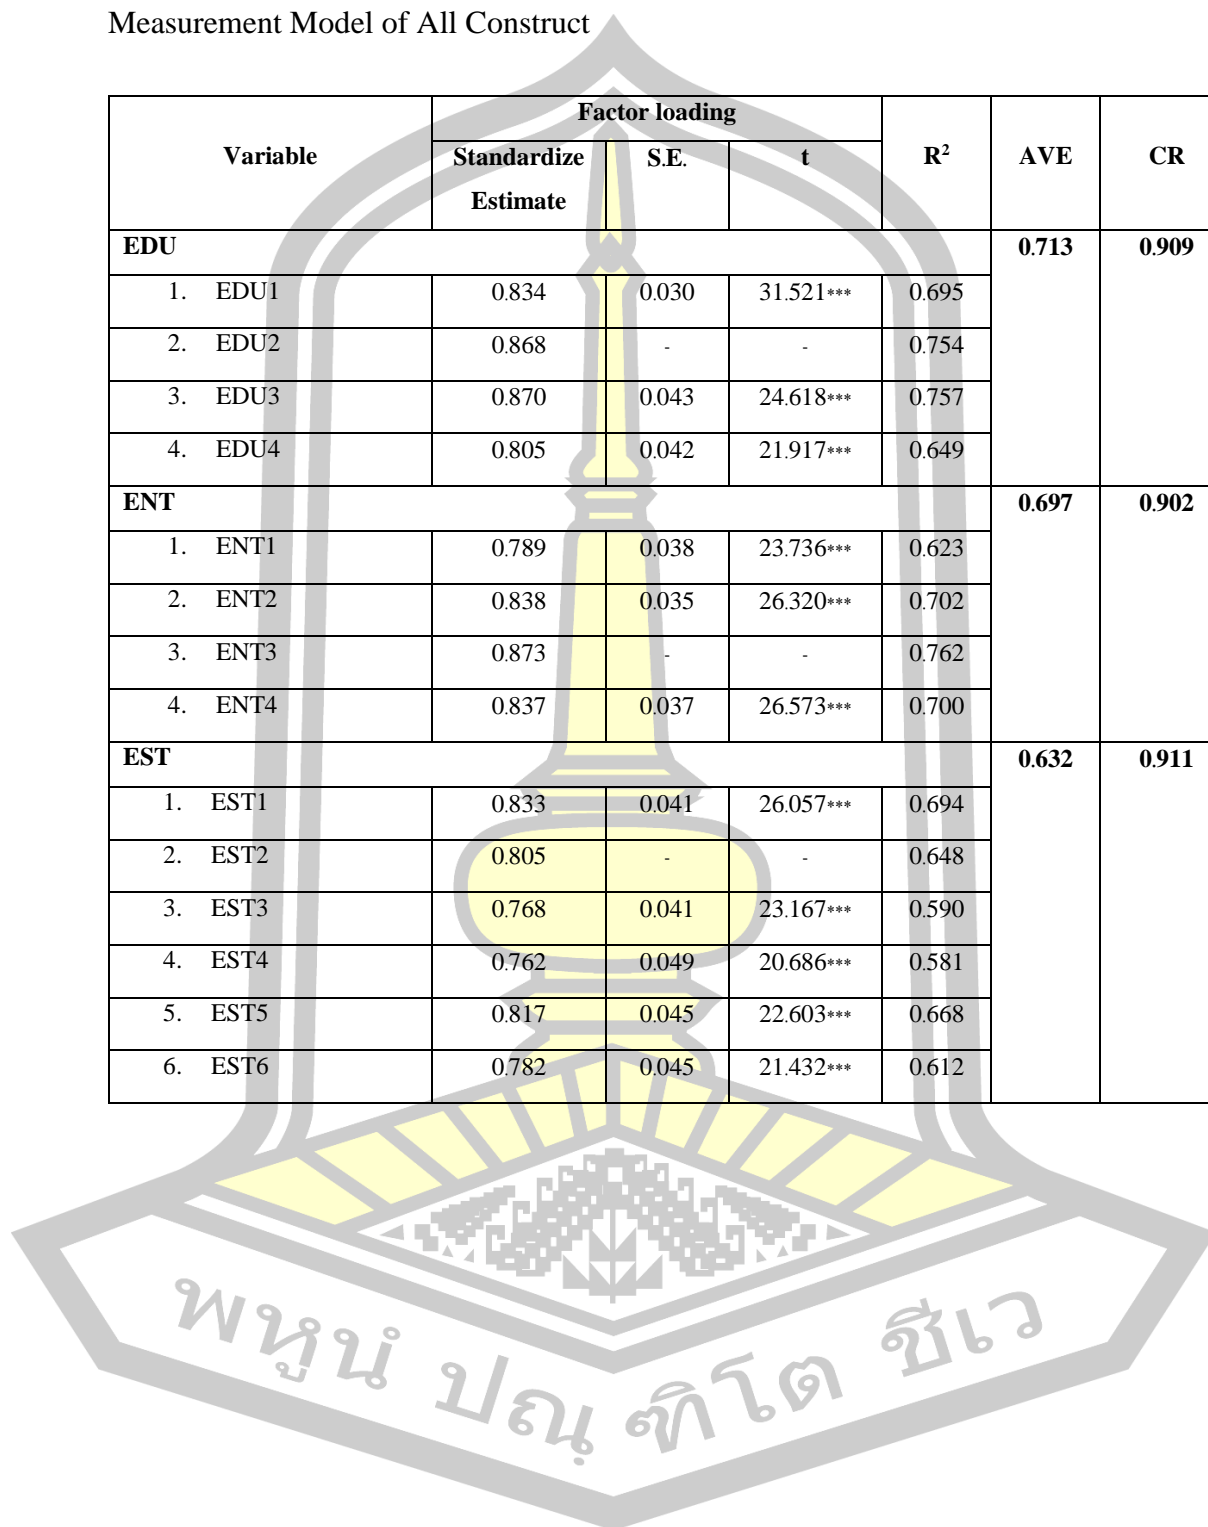 Measurement Model of All Construct
Variable Factor loading R² AVE CR
Standardize Estimate S.E. t
EDU 0.713 0.909
1. EDU1 0.834 0.030 31.521***  0.695
2. EDU2 0.868 - - 0.754
3. EDU3 0.870 0.043 24.618*** 0.757
4. EDU4 0.805 0.042 21.917*** 0.649
ENT 0.697 0.902
1. ENT1 0.789 0.038 23.736*** 0.623
2. ENT2 0.838 0.035 26.320*** 0.702
3. ENT3 0.873 - - 0.762
4. ENT4 0.837 0.037 26.573*** 0.700
EST 0.632 0.911
1. EST1 0.833 0.041 26.057*** 0.694
2. EST2 0.805 - - 0.648
3. EST3 0.768 0.041 23.167*** 0.590
4. EST4 0.762 0.049 20.686*** 0.581
5. EST5 0.817 0.045 22.603*** 0.668
6. EST6 0.782 0.045 21.432*** 0.612
พหูนํ ปณฺฑิโต ชีเว